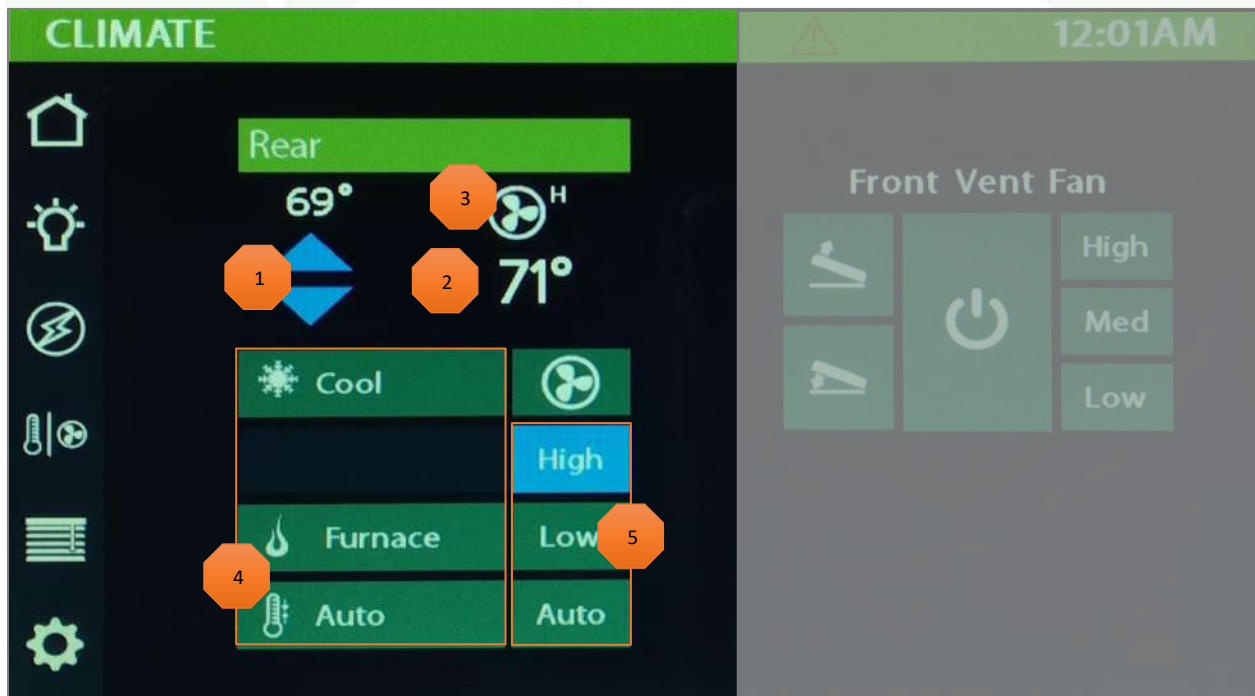 CLIMATE
12:01AM
Rear
69°
3
H
1
2
71°
Cool
High
Furnace
Low
5
4
Auto
Auto
Front Vent Fan
High
Med
Low